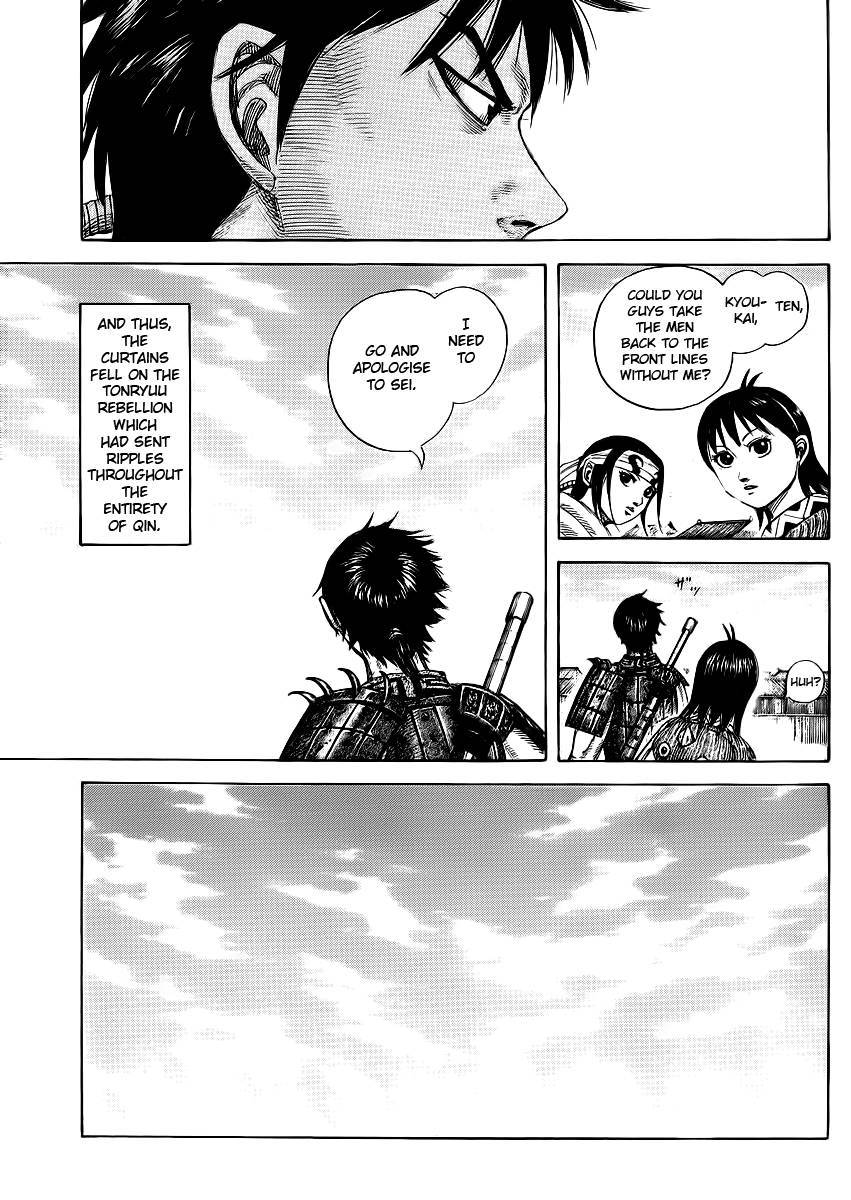 TEN,
KYOU-
KAI,
COULD YOU
GUYS TAKE
THE MEN
BACK TO THE
FRONT LINES
WITHOUT ME?
ザッ
HUH?
I
NEED
TO
GO AND
APOLOGISE
TO SEI.
AND THUS,
THE
CURTAINS
FELL ON THE
TONRYUU
REBELLION
WHICH
HAD SENT
RIPPLES
THROUGHOUT
THE
ENTIRETY
OF QIN.